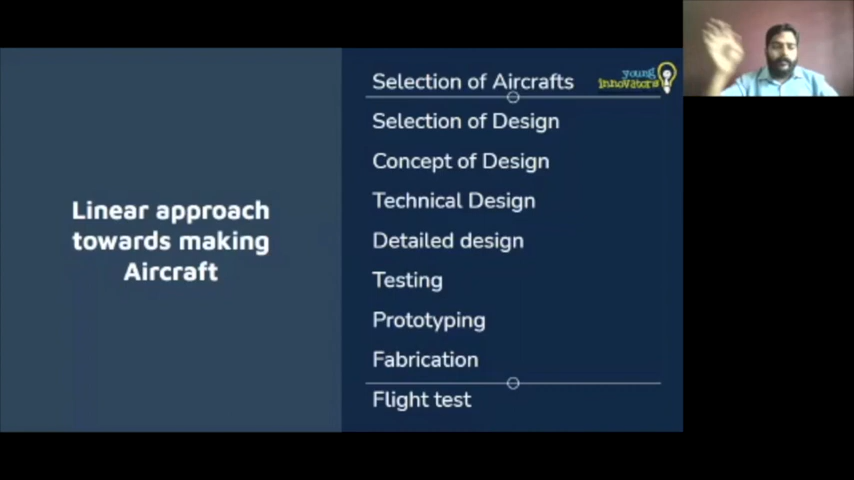 Linear approach
towards making
Aircraft
Selection of Aircrafts
young
innovators
Selection of Design
Concept of Design
Technical Design
Detailed design
Testing
Prototyping
Fabrication
Flight test